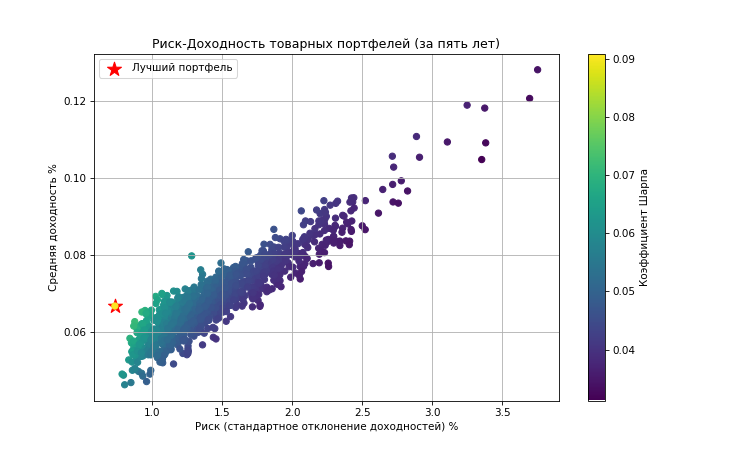 Риск-Доходность товарных портфелей (за пять лет)
Лучший портфель
Средняя доходность %
0.12
0.10
0.08
0.06
1.0 1.5 2.0 2.5 3.0 3.5
Риск (стандартное отклонение доходностей) %
0.09
0.08
0.07
0.06
0.05
0.04
Коэффициент Шарпа